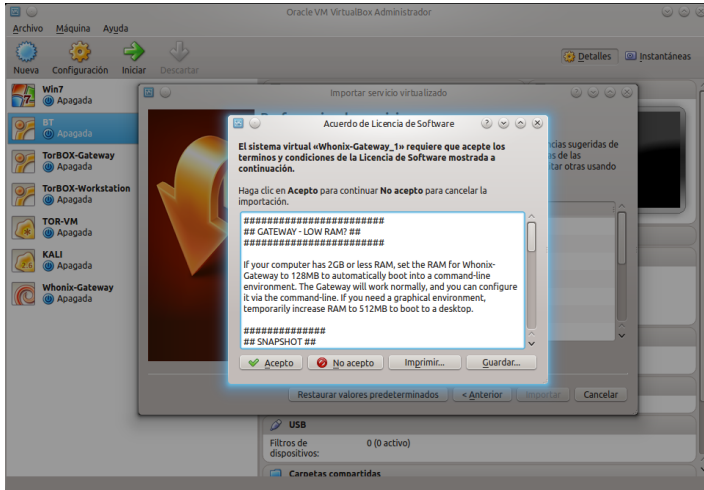 Oracle VM VirtualBox Administrador
Archivo Máquina Ayuda
Nueva Configuración Iniciar Descartar
Detalles Instantáneas
Win7
Apagada
BT
Apagada
TorBOX-Gateway
Apagada
TorBOX-Workstation
Apagada
TOR-VM
Apagada
KALI
Apagada
Whonix-Gateway
Apagada
Importar servicio virtualizado
ncias sugeridas de
as de las
itar otras usando
Acuerdo de Licencia de Software
El sistema virtual «Whonix-Gateway_1» requiere que acepte los
terminos y condiciones de la Licencia de Software mostrada a
continuación.
Haga clic en Acepto para continuar No acepto para cancelar la
importación.
########################
## GATEWAY - LOW RAM? ##
########################
If your computer has 2GB or less RAM, set the RAM for Whonix-
Gateway to 128MB to automatically boot into a command-line
environment. The Gateway will work normally, and you can configure
it via the command-line. If you need a graphical environment,
temporarily increase RAM to 512MB to boot to a desktop.
##############
## SNAPSHOT ##
Acepto No acepto Imprimir... Guardar...
Restaurar valores predeterminados < Anterior Importar Cancelar
USB
Filtros de 0 (0 activo)
dispositivos:
Carpetas compartidas